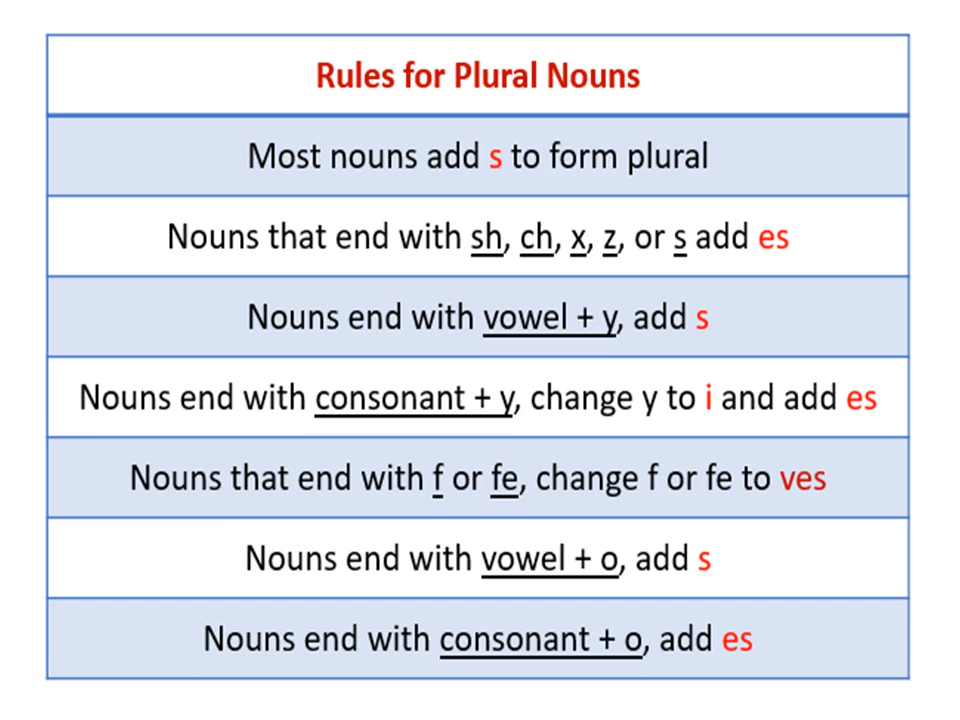 Rules for Plural Nouns
Most nouns add s to form plural
Nouns that end with sh, ch, x, z, or s add es
Nouns end with vowel + y, add s
Nouns end with consonant + y, change y to i and add es
Nouns that end with f or fe, change f or fe to ves
Nouns end with vowel + o, add s
Nouns end with consonant + o, add es